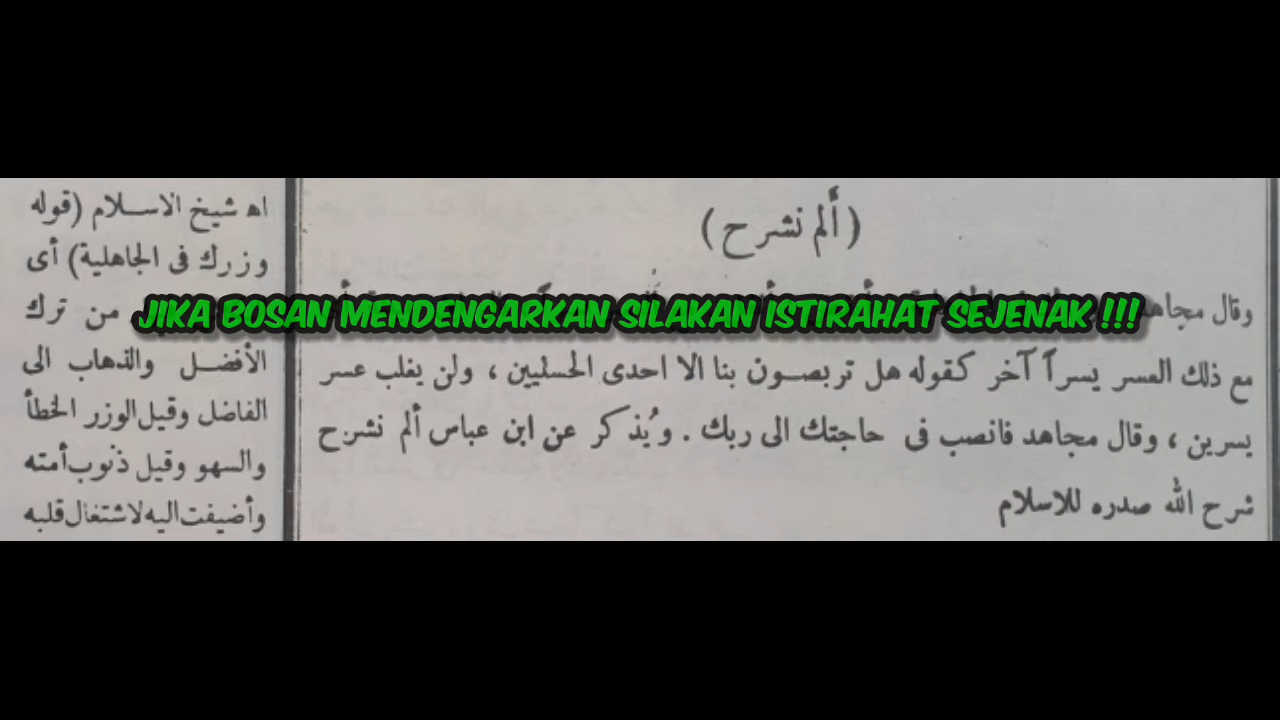 (ألم نشرح)
وقال مجاهد
مع ذلك العسر يسراً آخر كقوله هل تربصون بنا الا احدى الحسنيين ، ولن يغلب عسر
يسرين ، وقال مجاهد فانصب فى حاجتك الى ربك . ويُذكر عن ابن عباس ألم نشرح
شرح الله صدره للاسلام
اه شيخ الاسلام (قوله
وزرك فى الجاهلية) أى
من ترك
الأفضل والذهاب الى
الفاضل وقيل الوزر الخطأ
والسهو وقيل ذنوب أمته
وأضيفت اليه لاشتغال قلبه
JIKA BOSAN MENDENGARKAN SILAKAN ISTIRAHAT SEJENAK !!!